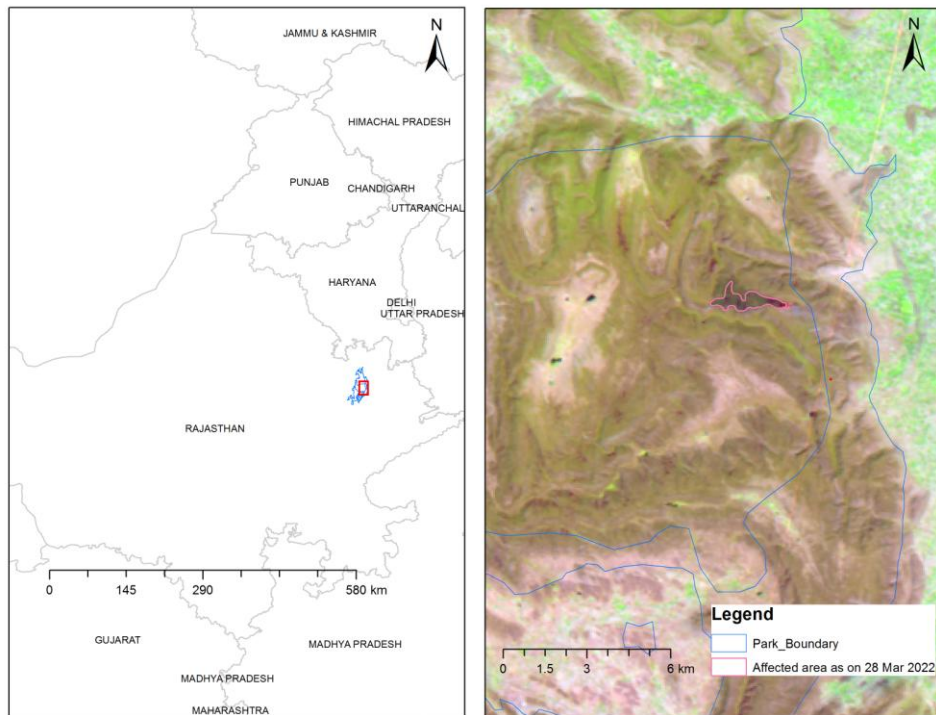 N
JAMMU & KASHMIR
HIMACHAL PRADESH
PUNJAB
CHANDIGARH
UTTARANCHAL
HARYANA
DELHI
UTTAR PRADESH
RAJASTHAN
0 145 290 580 km
GUJARAT
MADHYA PRADESH
MADHYA PRADESH
MAHARASHTRA
N
0 1.5 3 6 km
Legend
Park_Boundary
Affected area as on 28 Mar 2022